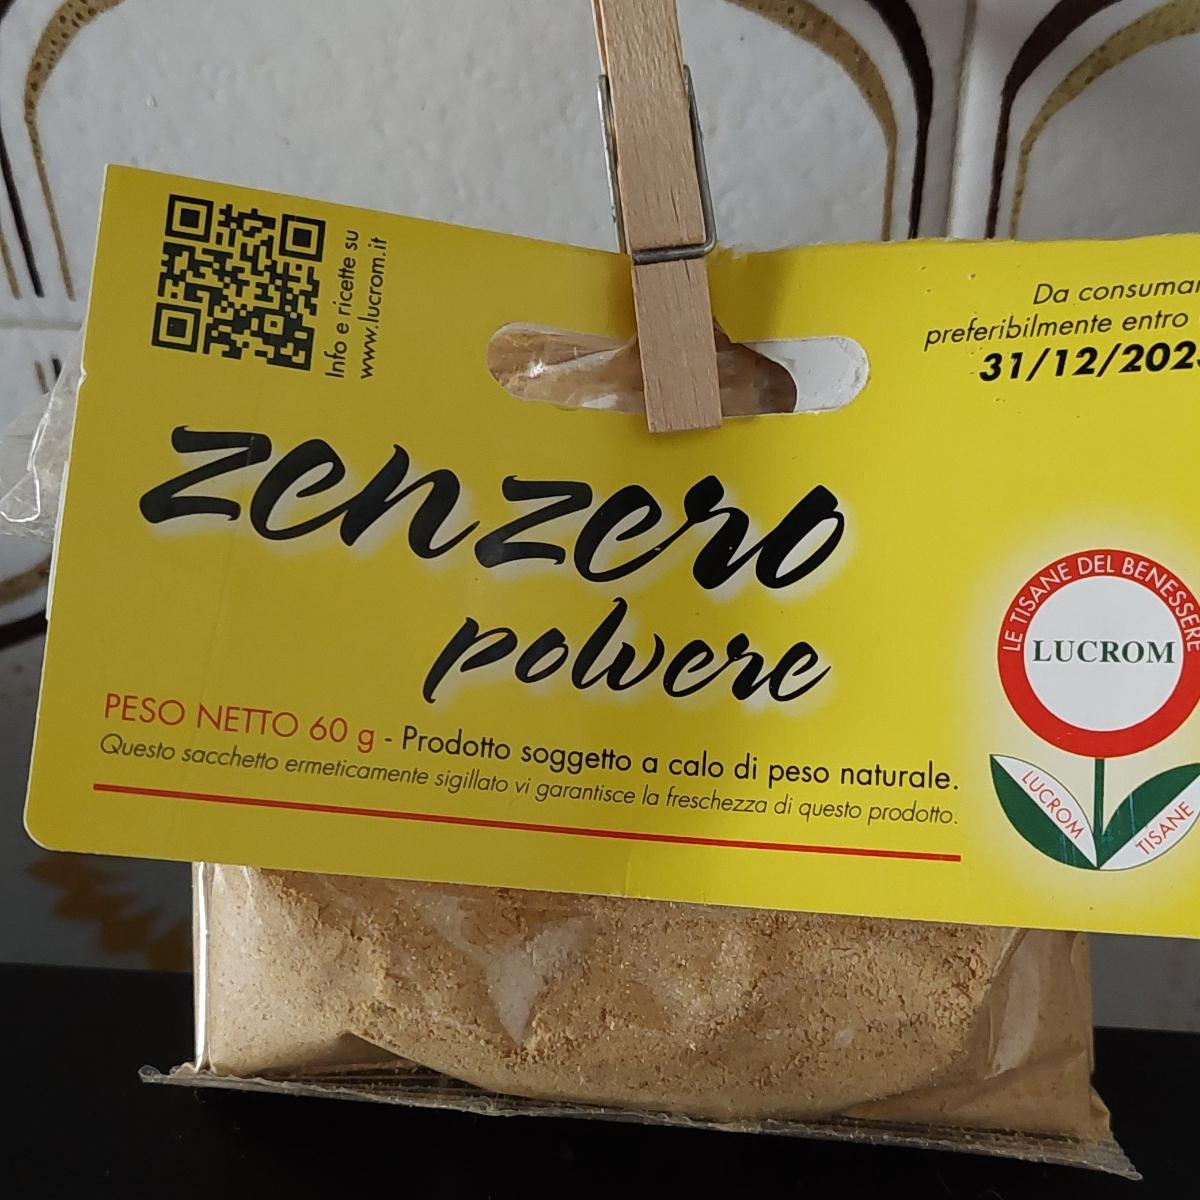 Info e ricette su
www.lucrom.it
Da consumar
preferibilmente entro
31/12/202
zenzero
polvere
PESO NETTO 60 g - Prodotto soggetto a calo di peso naturale.
Questo sacchetto ermeticamente sigillato vi garantisce la freschezza di questo prodotto.
LE TISANE DEL BENESSERE
LUCROM
LUCROM
TISANE